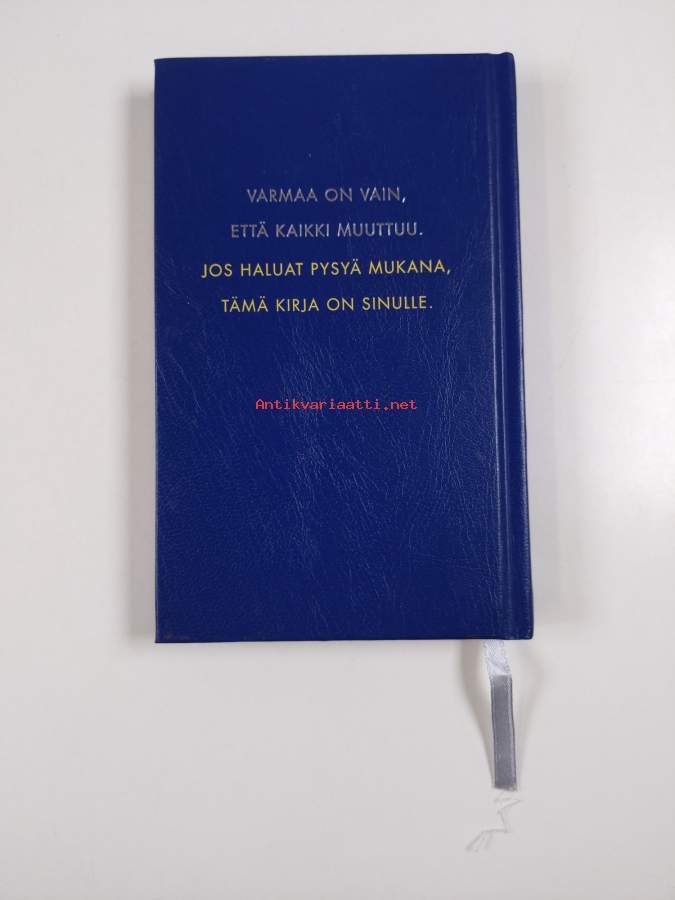 VARMAA ON VAIN,
ETTÄ KAIKKI MUUTTUU.
JOS HALUAT PYSYÄ MUKANA,
TÄMÄ KIRJA ON SINULLE.
Antikvariaatti.net